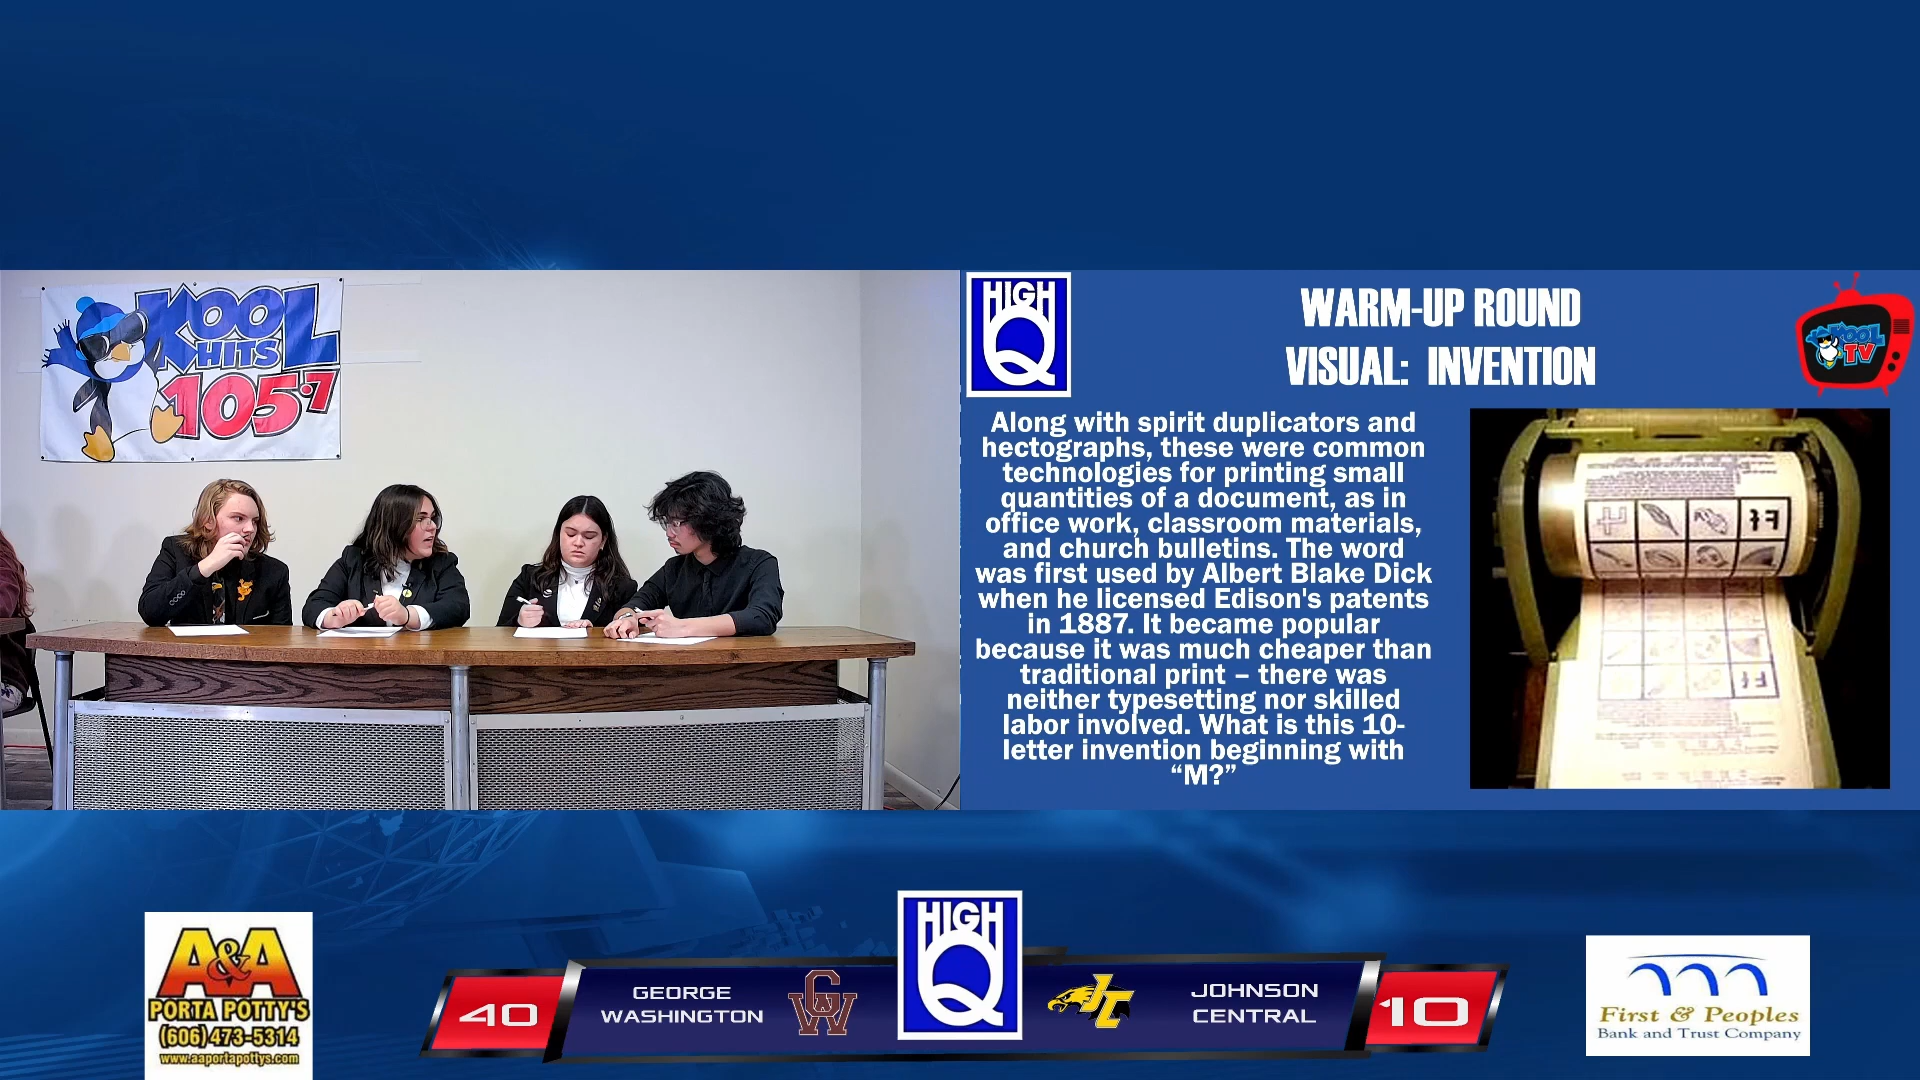 KOOL
HITS
105.7
HIGH
Q
WARM-UP ROUND
VISUAL: INVENTION
KOOL
TV
Along with spirit duplicators and
hectographs, these were common
technologies for printing small
quantities of a document, as in
office work, classroom materials,
and church bulletins. The word
was first used by Albert Blake Dick
when he licensed Edison's patents
in 1887. It became popular
because it was much cheaper than
traditional print – there was
neither typesetting nor skilled
labor involved. What is this 10-
letter invention beginning with
“M?”
A&A
PORTA POTTY'S
(606)473-5314
www.aaportapottys.com
40
GEORGE
WASHINGTON
GW
HIGH
Q
JC
JOHNSON
CENTRAL
10
First & Peoples
Bank and Trust Company